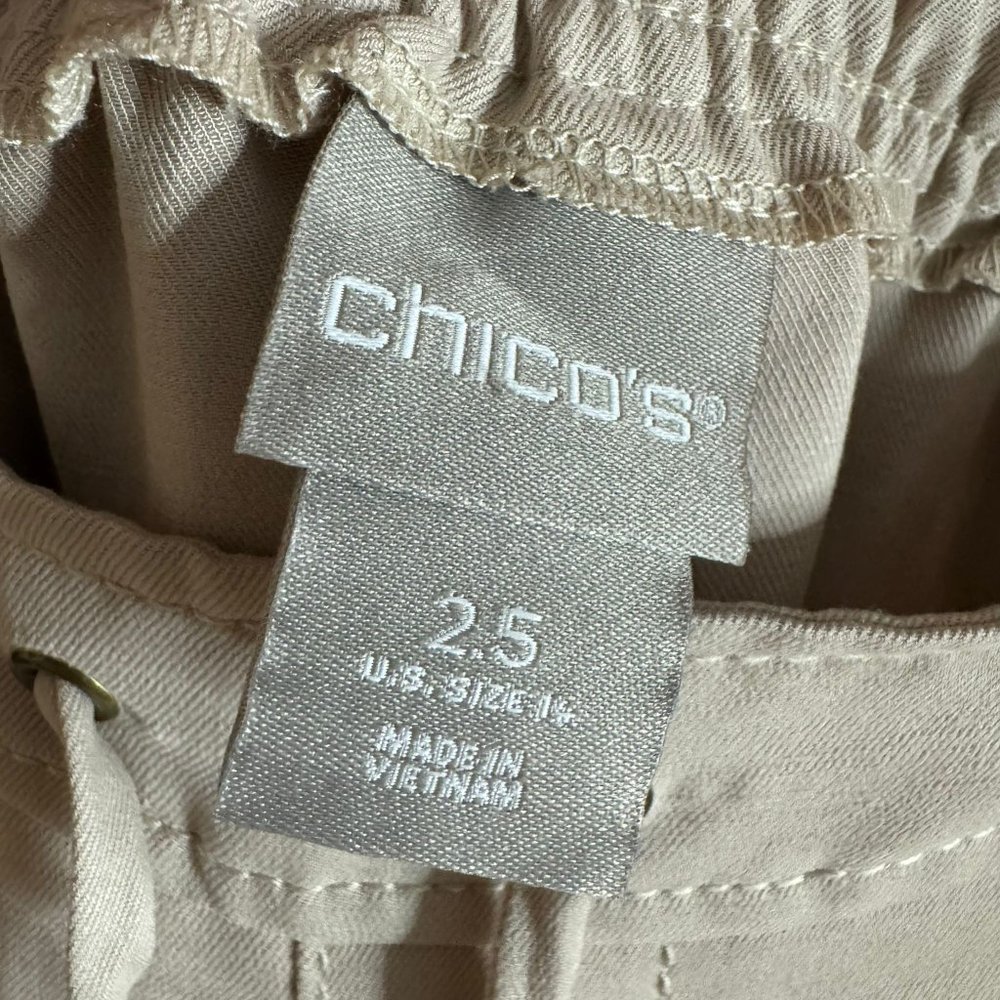 chico's®
2.5
U.S. SIZE 14
MADE IN
VIETNAM